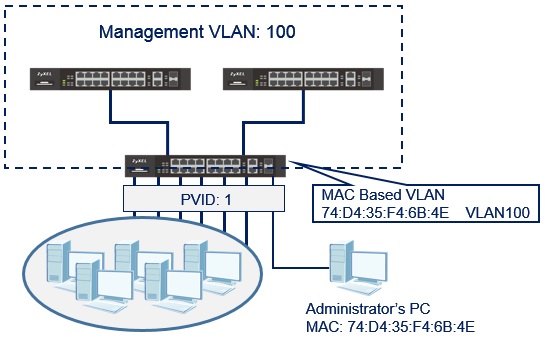 Management VLAN: 100
ZyXEL
ZyXEL
ZyXEL
PVID: 1
MAC Based VLAN
74:D4:35:F4:6B:4E VLAN100
Administrator's PC
MAC: 74:D4:35:F4:6B:4E